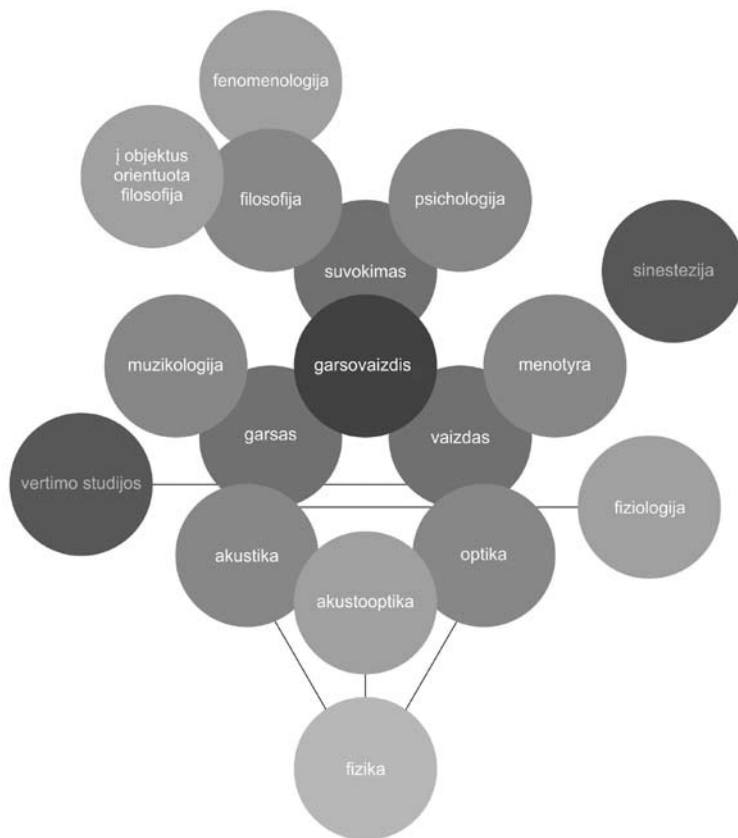 fenomenologija
į objektus
orientuota
filosofija
filosofija
psichologija
suvokimas
sinestezija
muzikologija
garsovaizdis
menotyra
garsas
vaizdas
vertimo studijos
fiziologija
akustika
optika
akustooptika
fizika